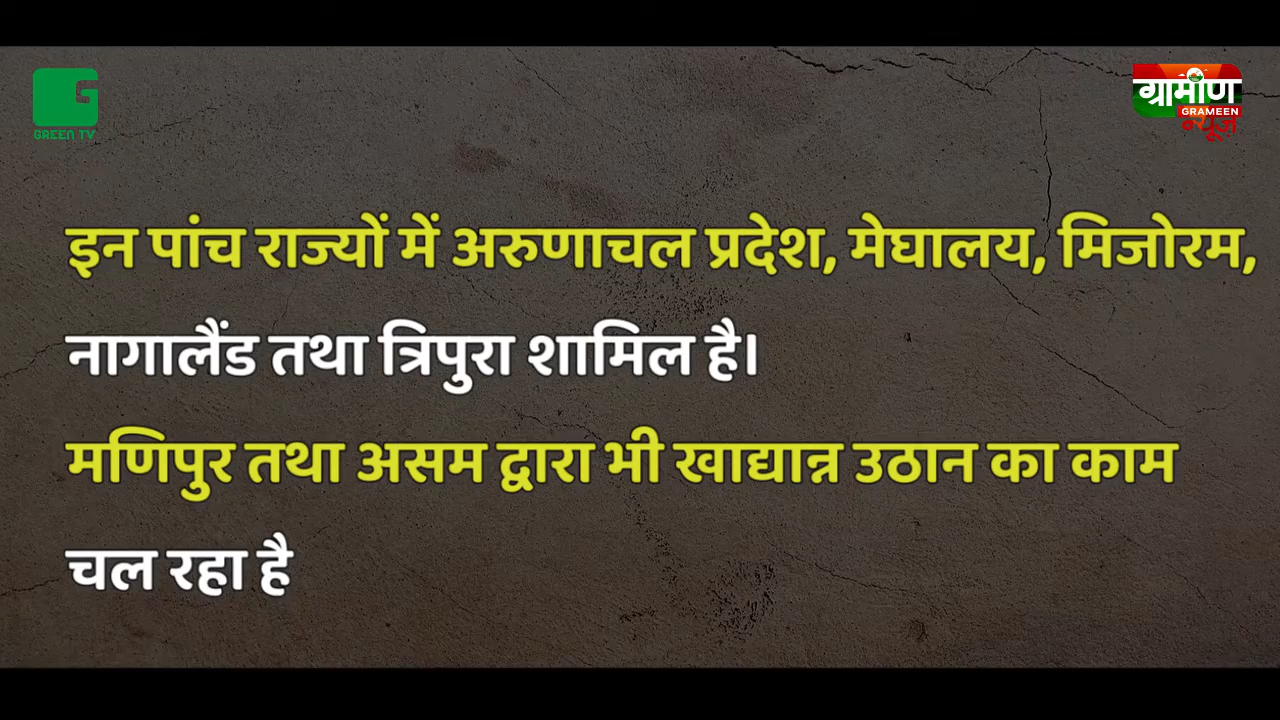 GREEN TV
ग्रामीण
GRAMEEN
न्यूज़
इन पांच राज्यों में अरुणाचल प्रदेश, मेघालय, मिजोरम,
नागालैंड तथा त्रिपुरा शामिल है।
मणिपुर तथा असम द्वारा भी खाद्यान्न उठान का काम
चल रहा है